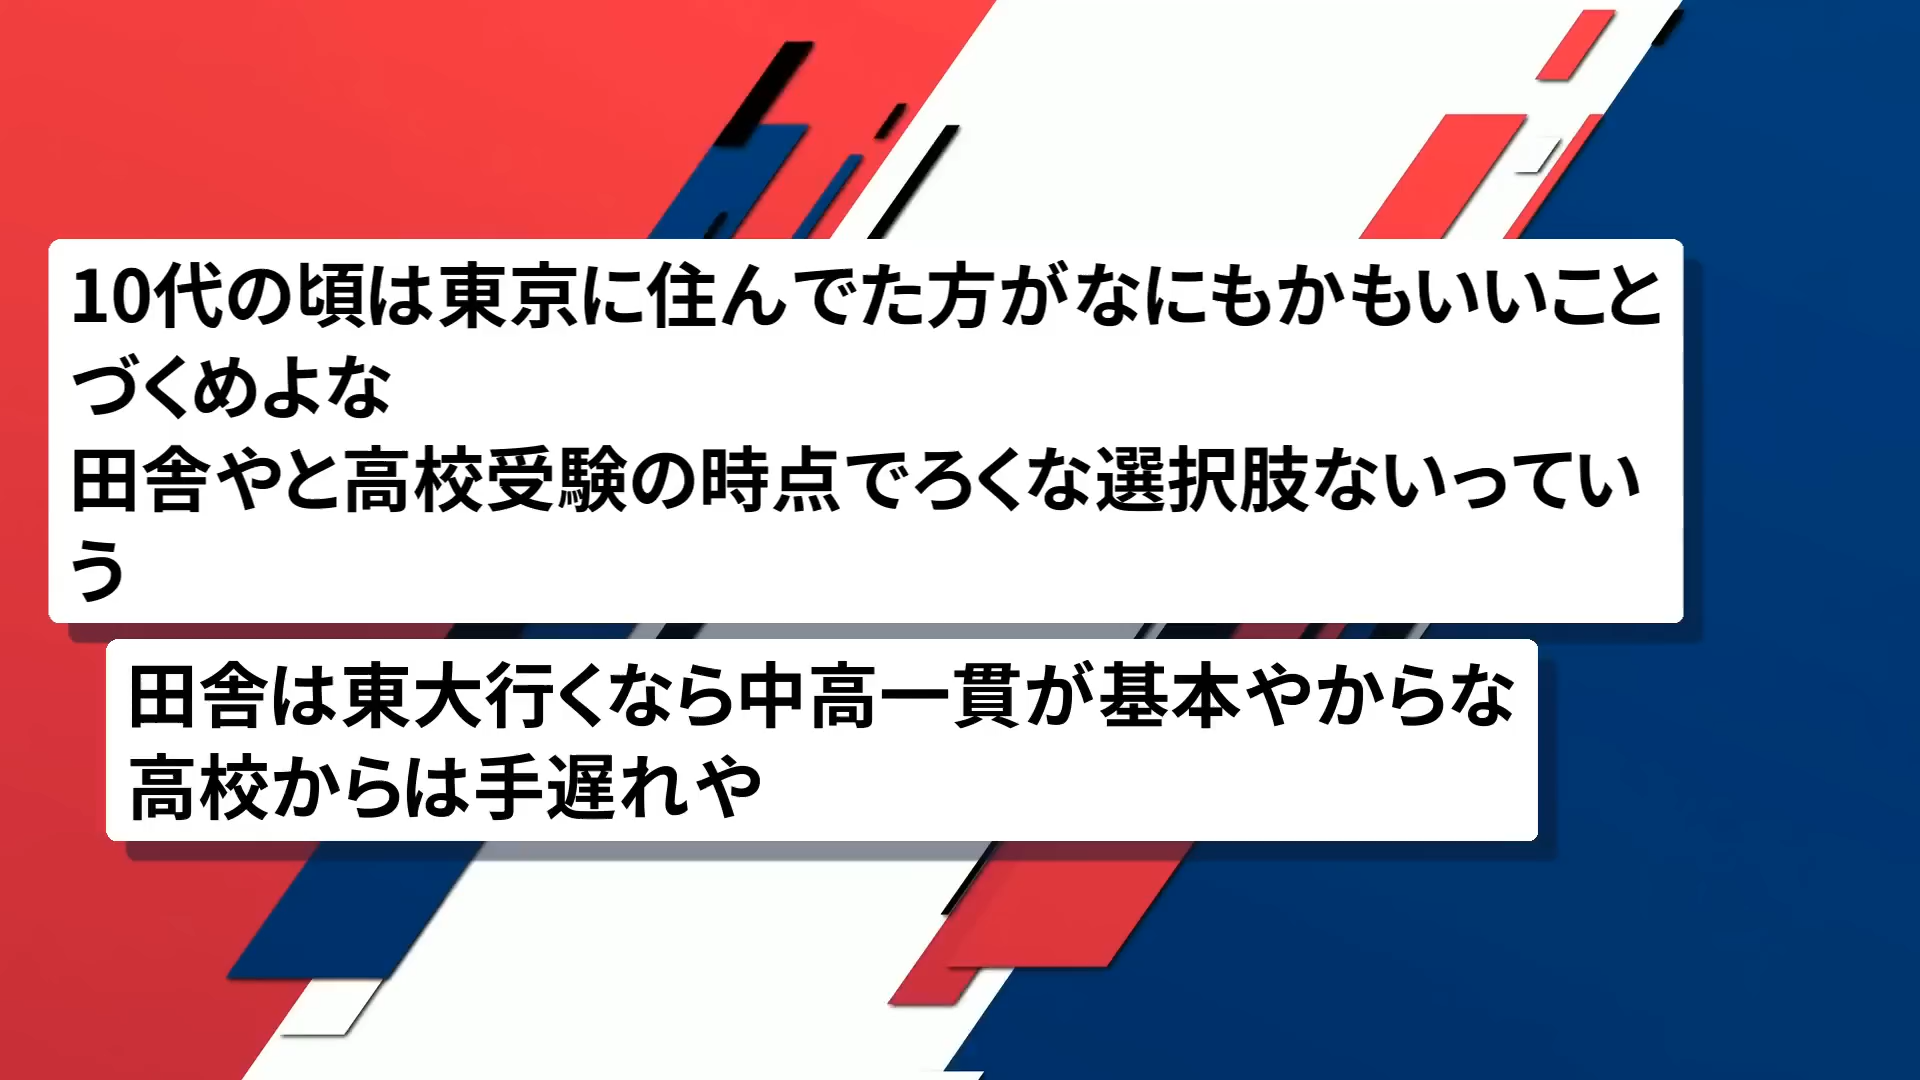 10代の頃は東京に住んでた方がなにもかもいいこと
づくめよな
田舎やと高校受験の時点でろくな選択肢ないってい
う
田舎は東大行くなら中高一貫が基本やからな
高校からは手遅れや